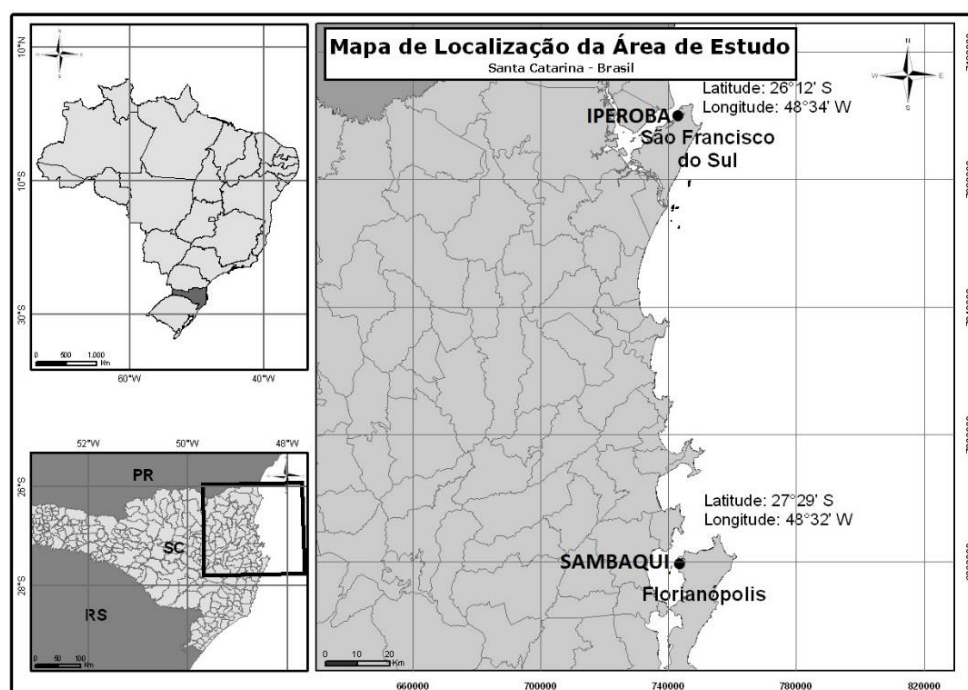 Mapa de Localização da Área de Estudo
Santa Catarina - Brasil
N
W E
S
Latitude: 26°12' S
Longitude: 48°34' W
IPEROBA
São Francisco
do Sul
Latitude: 27°29' S
Longitude: 48°32' W
SAMBAQUI
Florianópolis
0 10 20
Km
660000 700000 740000 780000 820000
10°N
10°S
30°S
0 500 1.000
Km
60°W 40°W
52°W 50°W 48°W
26°S
28°S
PR
SC
RS
0 50 100
Km